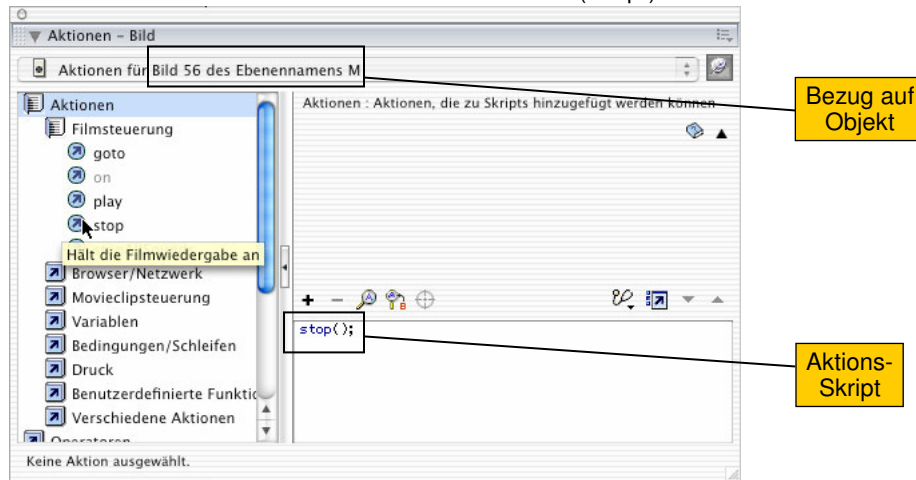 Aktionen – Bild
Aktionen für Bild 56 des Ebenennamens M
Bezug auf
Objekt
Aktionen
Aktionen : Aktionen, die zu Skripts hinzugefügt werden können
Filmsteuerung
goto
on
play
stop
Hält die Filmwiedergabe an
Browser/Netzwerk
Movieclipsteuerung
Variablen
stop();
Bedingungen/Schleifen
Druck
Aktions-
Skript
Benutzerdefinierte Funktic
Verschiedene Aktionen
Operatoren
Keine Aktion ausgewählt.